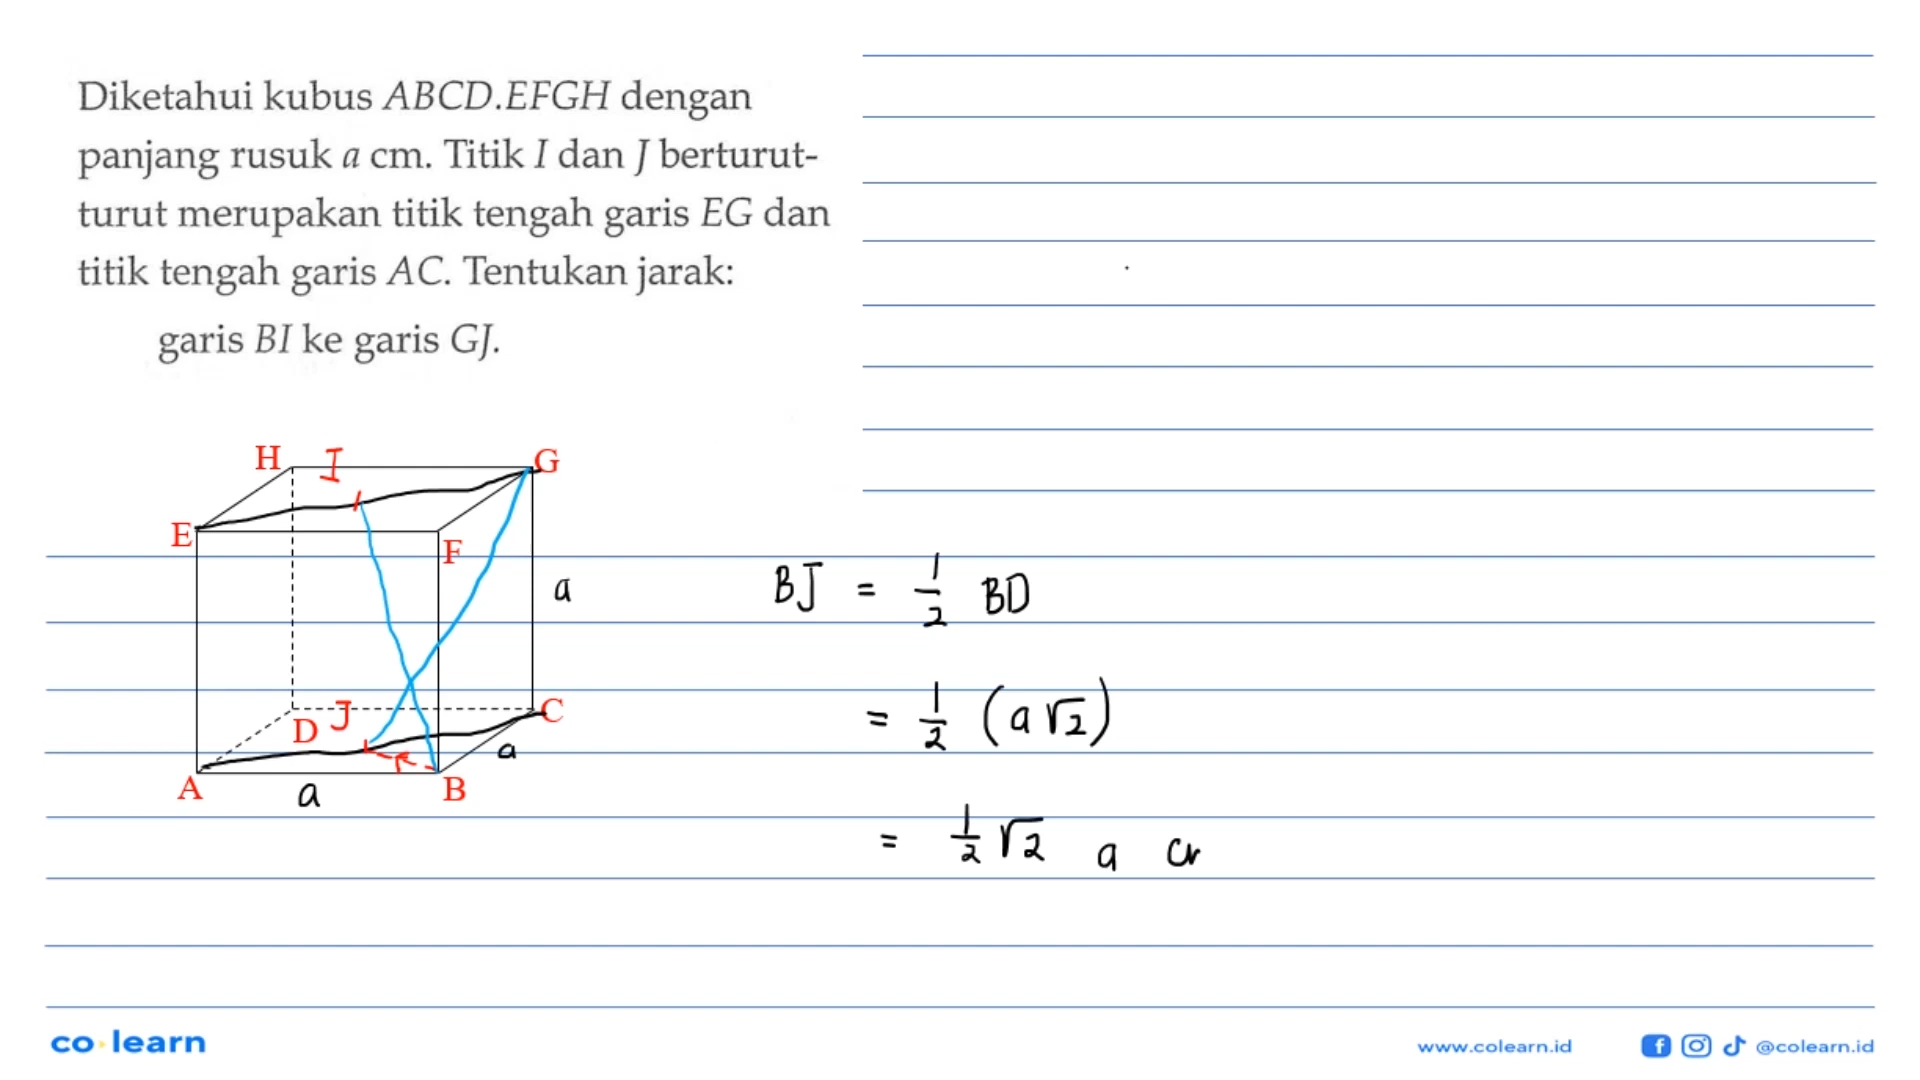 Diketahui kubus ABCD.EFGH dengan
panjang rusuk a cm. Titik I dan J berturut-
turut merupakan titik tengah garis EG dan
titik tengah garis AC. Tentukan jarak:
garis BI ke garis GJ.
H I G
E F
a
D J C
a
A a B
BJ = 1/2 BD
= 1/2 (a√2)
= 1/2 √2 a
co learn
www.colearn.id
@colearn.id